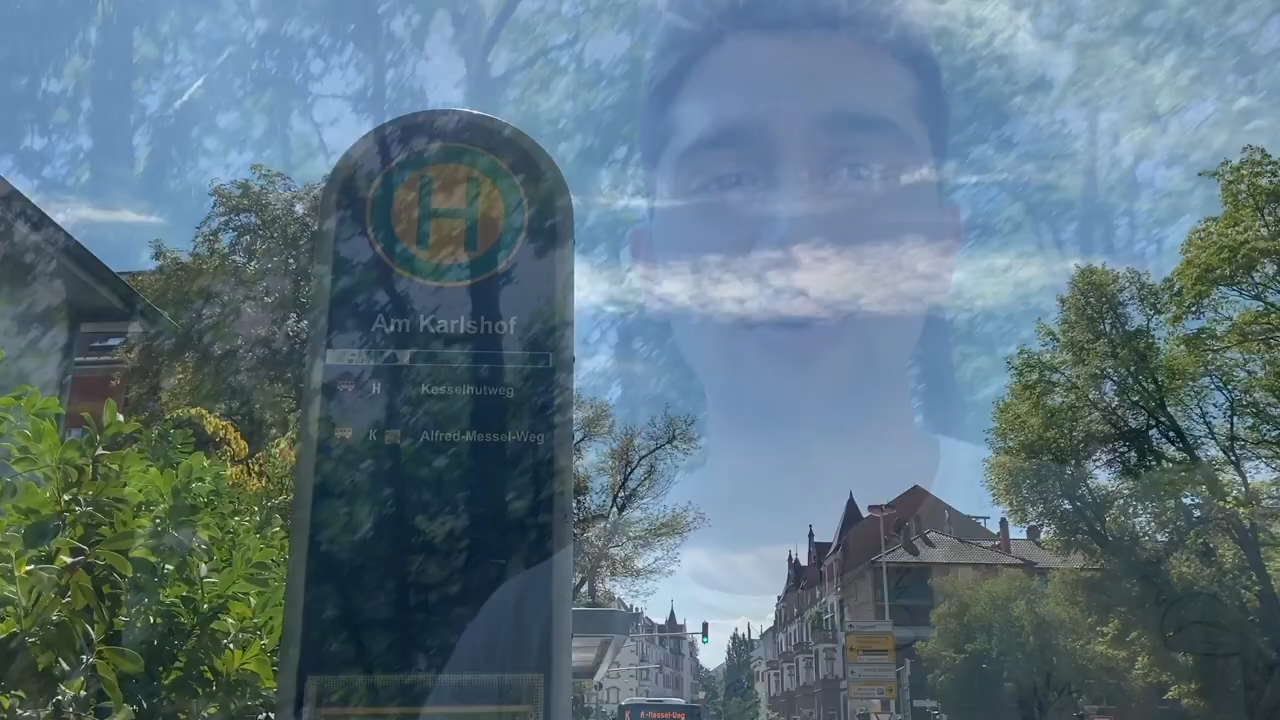 H
Am Karlshof
H Kesselhutweg
K Alfred-Messel-Weg
K A-Messel-Weg